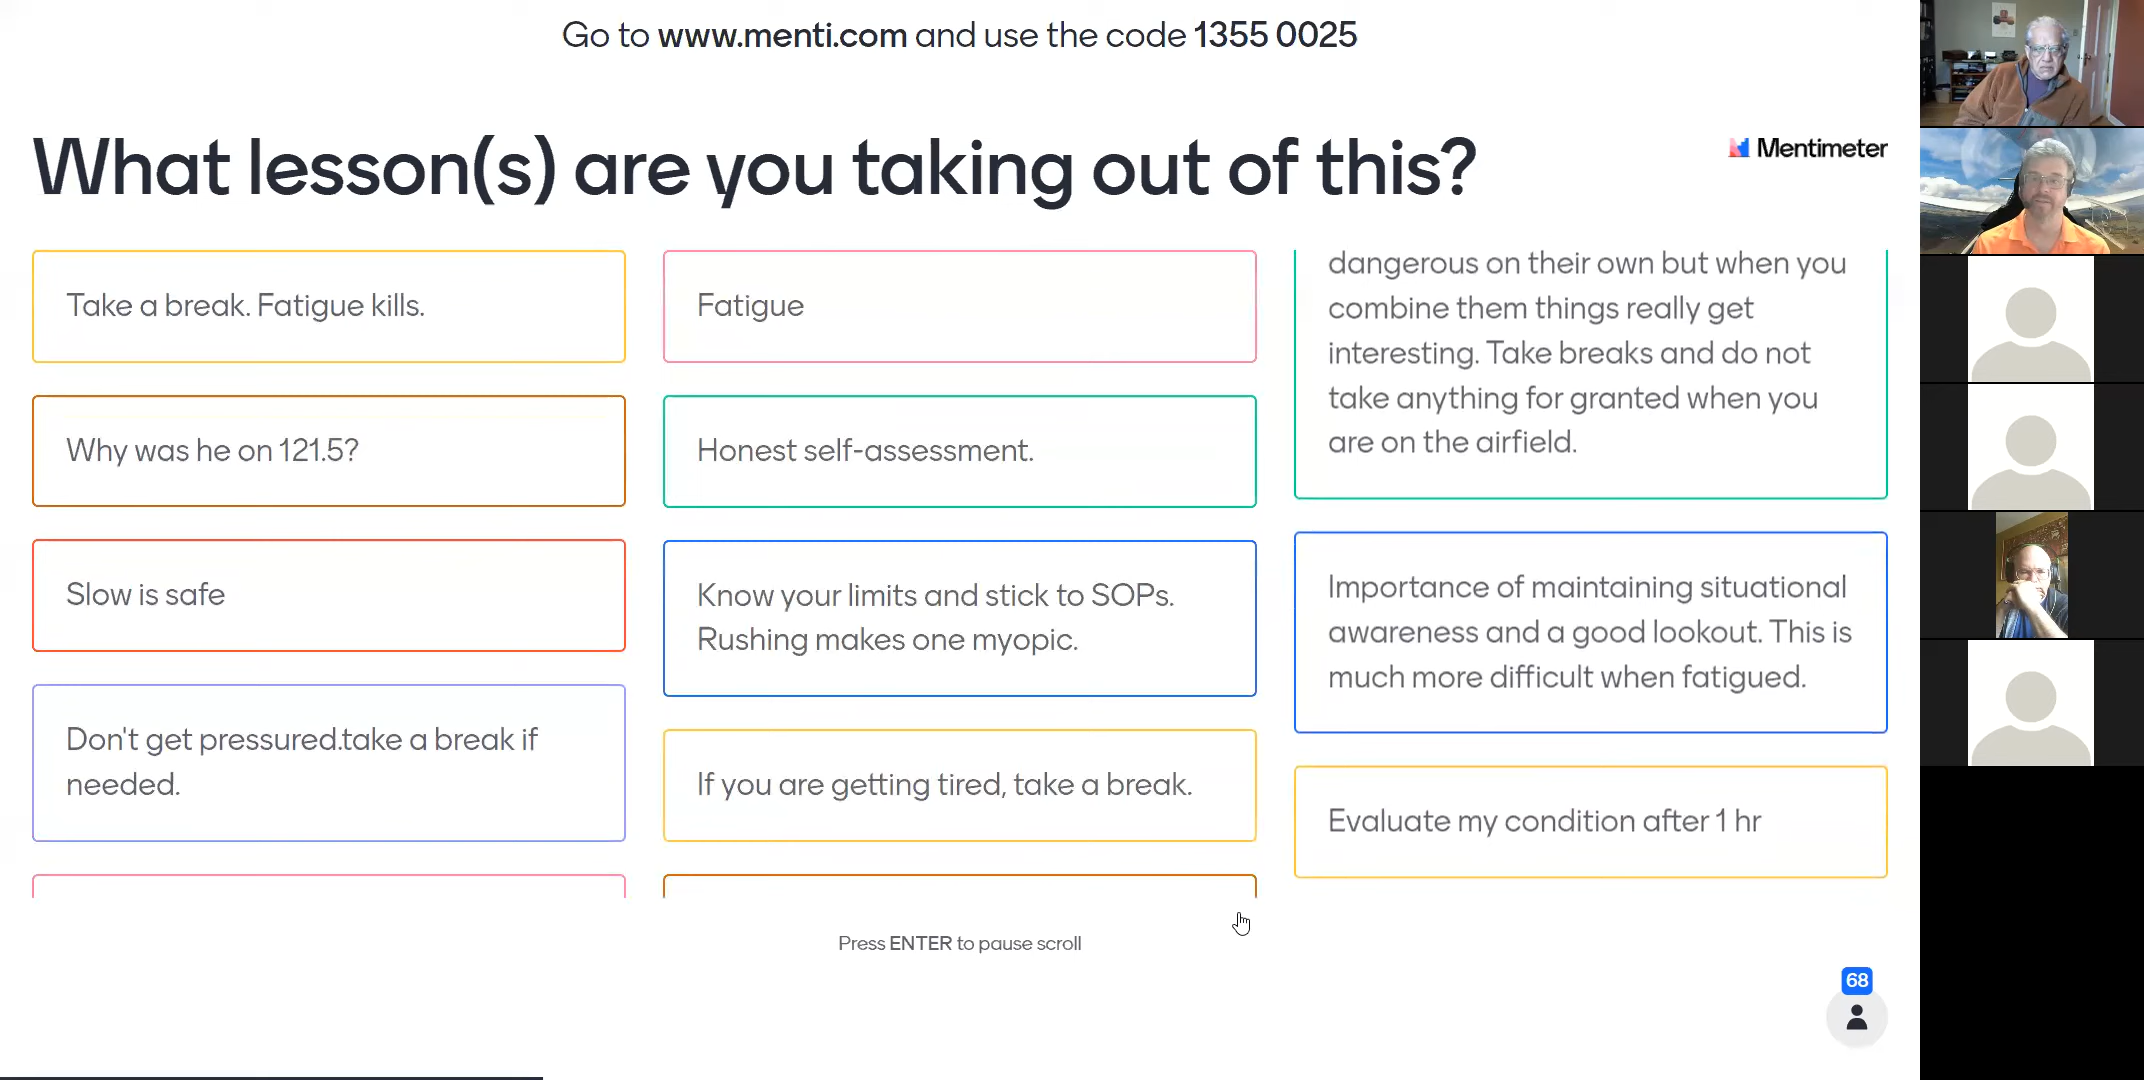 Go to www.menti.com and use the code 1355 0025
What lesson(s) are you taking out of this?
Mentimeter
Take a break. Fatigue kills.
Why was he on 121.5?
Slow is safe
Don't get pressured.take a break if
needed.
Fatigue
Honest self-assessment.
Know your limits and stick to SOPs.
Rushing makes one myopic.
If you are getting tired, take a break.
dangerous on their own but when you
combine them things really get
interesting. Take breaks and do not
take anything for granted when you
are on the airfield.
Importance of maintaining situational
awareness and a good lookout. This is
much more difficult when fatigued.
Evaluate my condition after 1 hr
Press ENTER to pause scroll
68